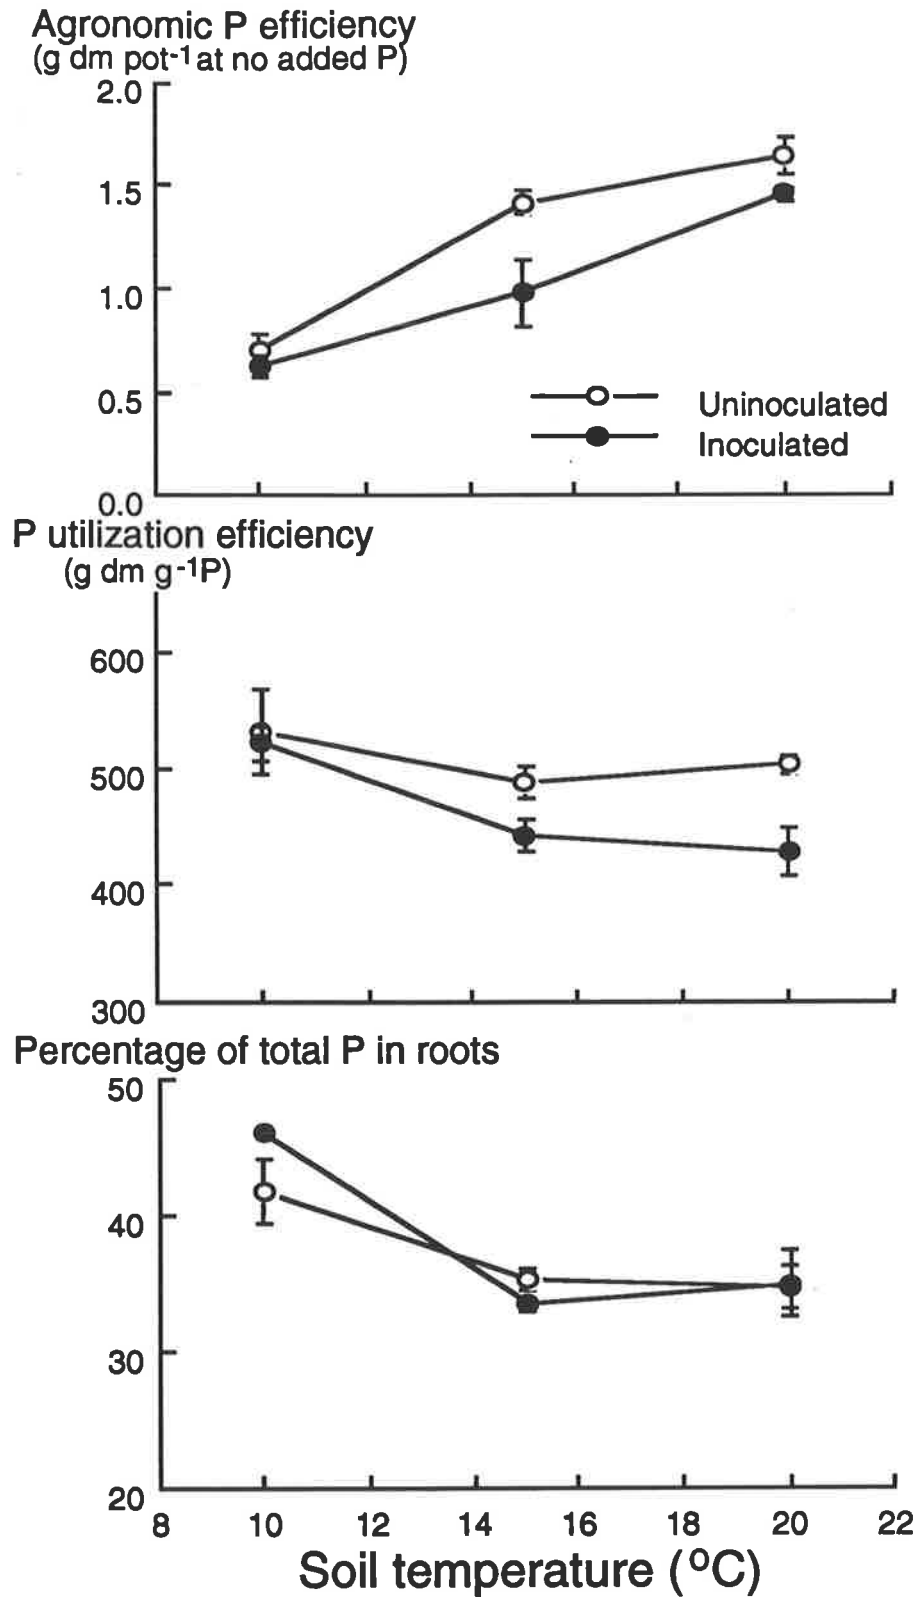 Agronomic P efficiency
(g dm pot-1 at no added P)
2.0
1.5
1.0
0.5
Uninoculated
Inoculated
0.0
P utilization efficiency
(g dm g-1P)
600
500
400
300
Percentage of total P in roots
50
40
30
20
8 10 12 14 16 18 20 22
Soil temperature (ºC)